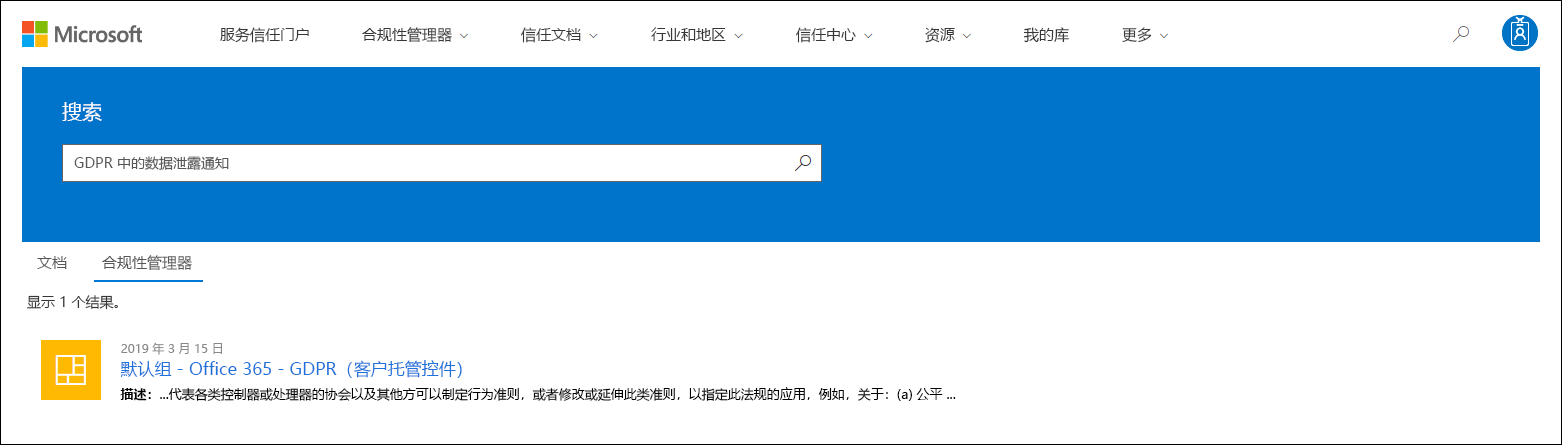 Microsoft 服务信任门户 合规性管理器 信任文档 行业和地区 信任中心 资源 我的库 更多
搜索
GDPR 中的数据泄露通知
文档 合规性管理器
显示 1 个结果。
2019 年 3 月 15 日
默认组 - Office 365 - GDPR（客户托管控件）
描述：...代表各类控制器或处理器的协会以及其他方可以制定行为准则，或者修改或延伸此类准则，以指定此法规的应用，例如，关于：(a) 公平 ...